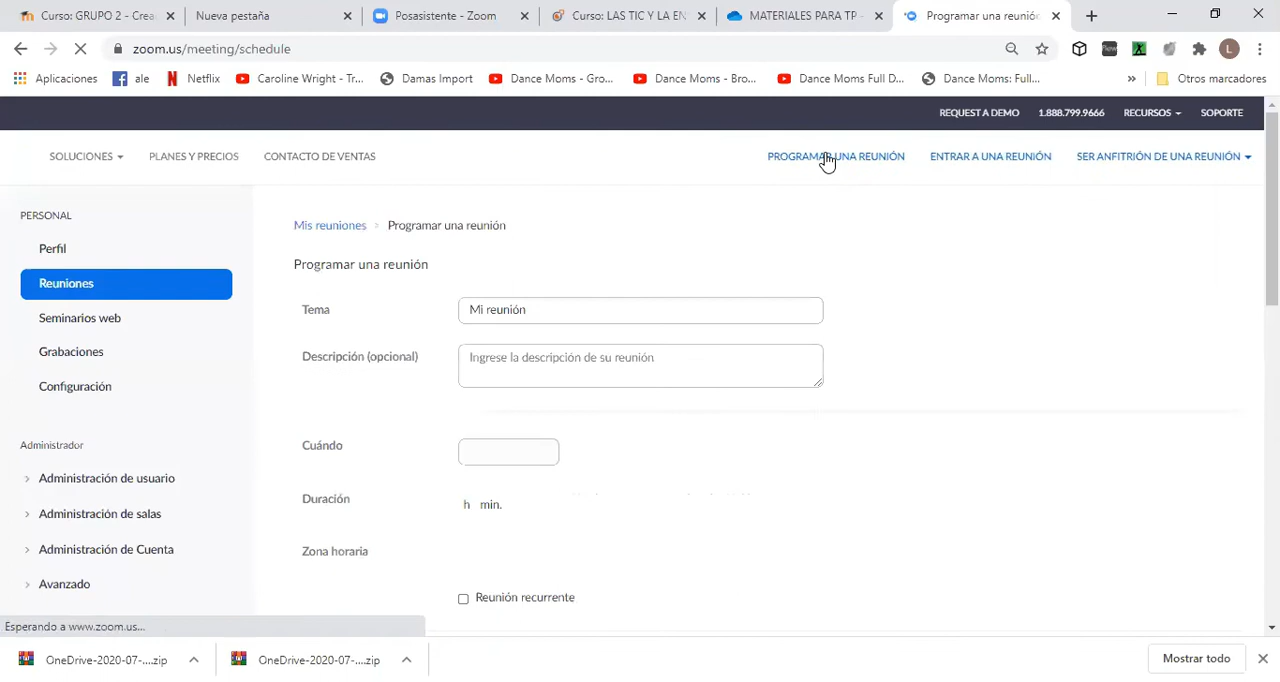 Curso: GRUPO 2 - Crea
Nueva pestaña
Posasistente - Zoom
Curso: LAS TIC Y LA EN
MATERIALES PARA TP -
Programar una reunión
zoom.us/meeting/schedule
L
Aplicaciones
ale
Netflix
Caroline Wright - Tr...
Damas Import
Dance Moms - Gro...
Dance Moms - Bro...
Dance Moms Full D...
Dance Moms: Full...
»
Otros marcadores
REQUEST A DEMO
1.888.799.9666
RECURSOS
SOPORTE
SOLUCIONES
PLANES Y PRECIOS
CONTACTO DE VENTAS
PROGRAMAR UNA REUNIÓN
ENTRAR A UNA REUNIÓN
SER ANFITRIÓN DE UNA REUNIÓN
PERSONAL
Perfil
Reuniones
Seminarios web
Grabaciones
Configuración
Administrador
Administración de usuario
Administración de salas
Administración de Cuenta
Avanzado
Mis reuniones > Programar una reunión
Programar una reunión
Tema
Mi reunión
Descripción (opcional)
Ingrese la descripción de su reunión
Cuándo
Duración
h min.
Zona horaria
Reunión recurrente
Esperando a www.zoom.us...
OneDrive-2020-07-....zip
OneDrive-2020-07-....zip
Mostrar todo